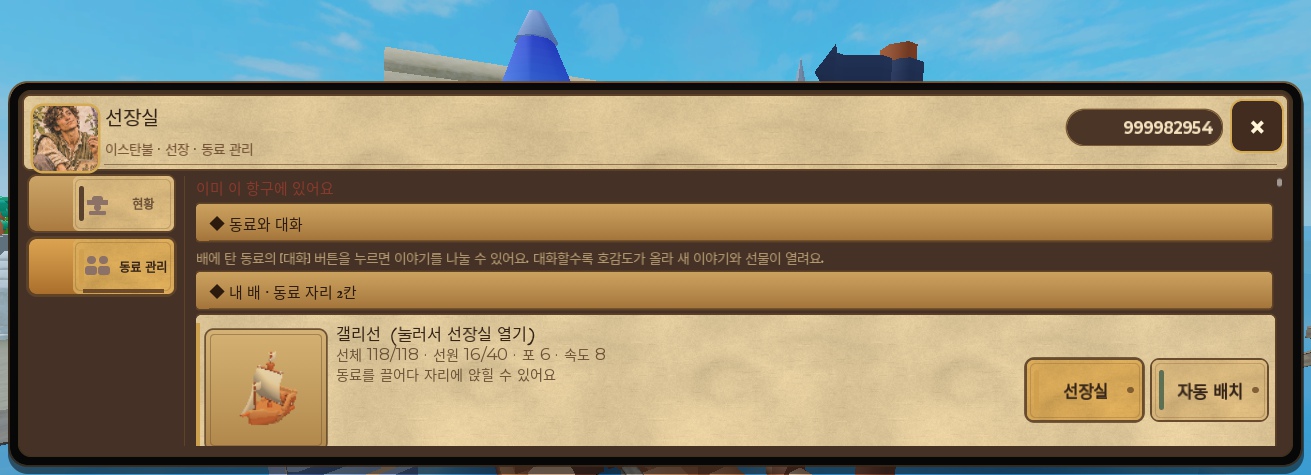 선장실
이스탄불 · 선장 · 동료 관리
999982954
현황
동료 관리
이미 이 항구에 있어요
◆ 동료와 대화
배에 탄 동료의 [대화] 버튼을 누르면 이야기를 나눌 수 있어요. 대화할수록 호감도가 올라 새 이야기와 선물이 열려요.
◆ 내 배 · 동료 자리 2칸
갤리선 (눌러서 선장실 열기)
선체 118/118 · 선원 16/40 · 포 6 · 속도 8
동료를 끌어다 자리에 앉힐 수 있어요
선장실
자동 배치